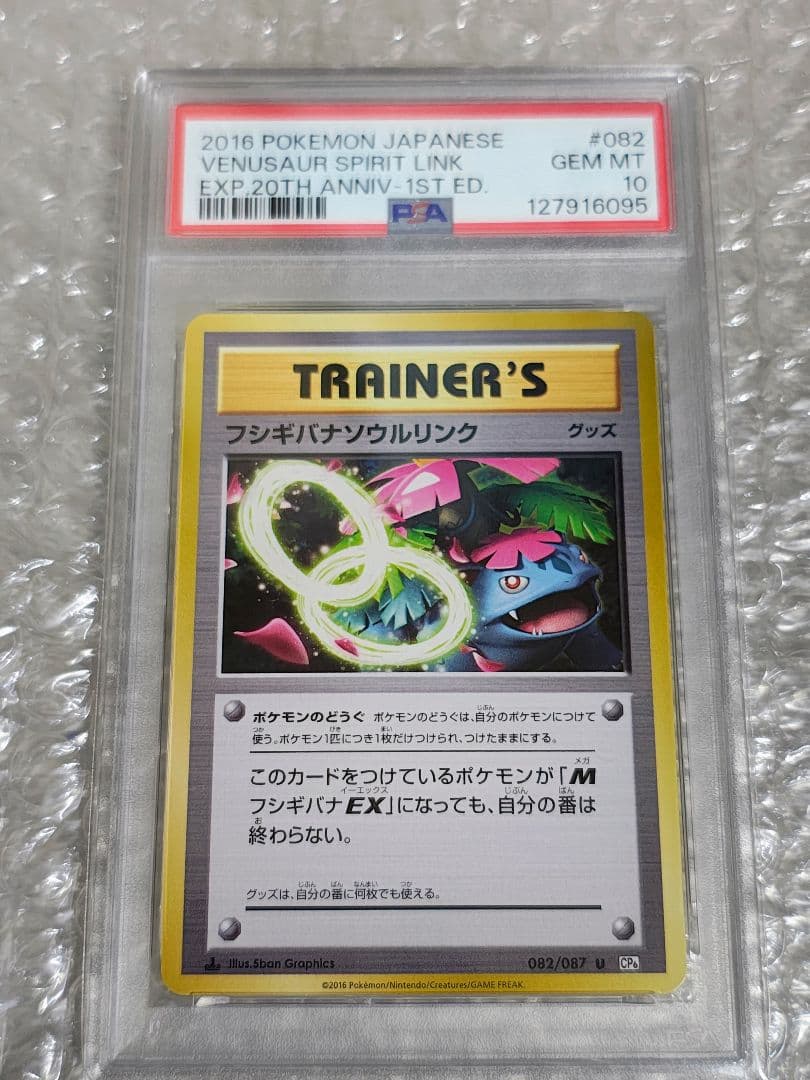 2016 POKEMON JAPANESE #082
VENUSAUR SPIRIT LINK GEM MT
EXP.20TH ANNIV-1ST ED. 10
PSA 127916095
TRAINER'S
フシギバナソウルリンク グッズ
ポケモンのどうぐ ポケモンのどうぐは、自分のポケモンにつけて
使う。ポケモン1匹につき1枚だけつけられ、つけたままにする。
このカードをつけているポケモンが「M
フシギバナEX」になっても、自分の番は
終わらない。
グッズは、自分の番に何枚でも使える。
Illus.5ban Graphics 082/087 U CP6
©2016 Pokémon/Nintendo/Creatures/GAME FREAK.